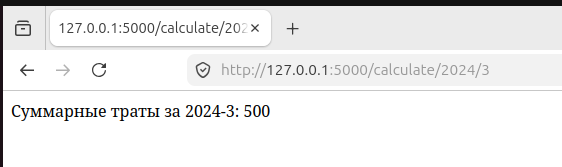 127.0.0.1:5000/calculate/202
http://127.0.0.1:5000/calculate/2024/3
Суммарные траты за 2024-3: 500